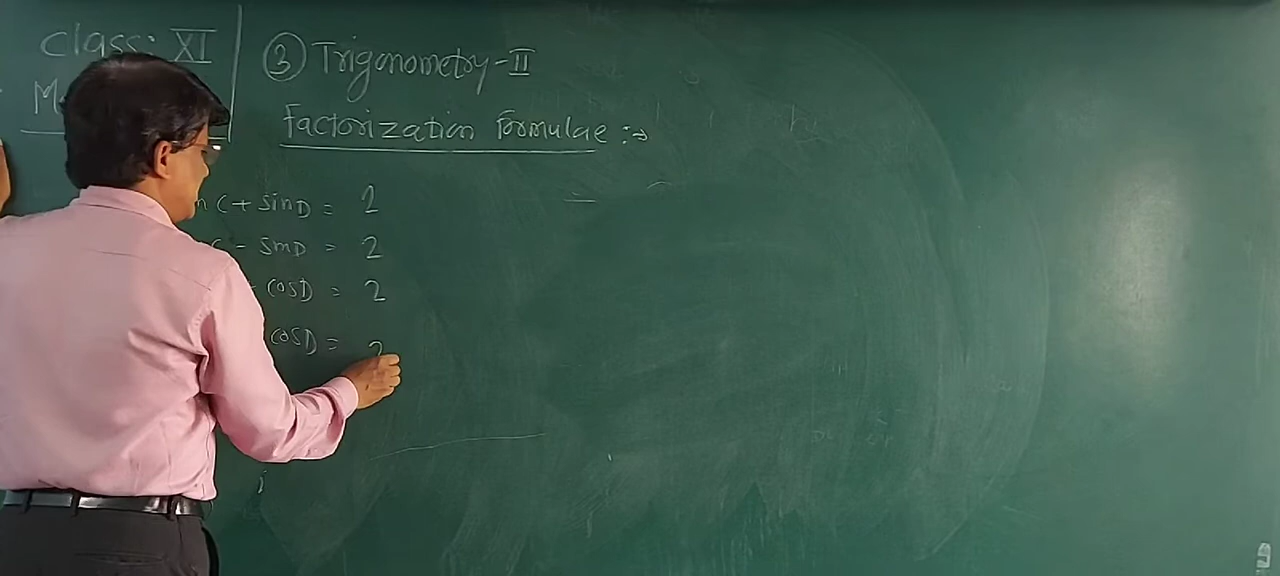 Class: XI
③ Trigonometry-II
M
Factorization Formulae :→
n C + sin D = 2
C - sin D = 2
cos D = 2
cos D = 2